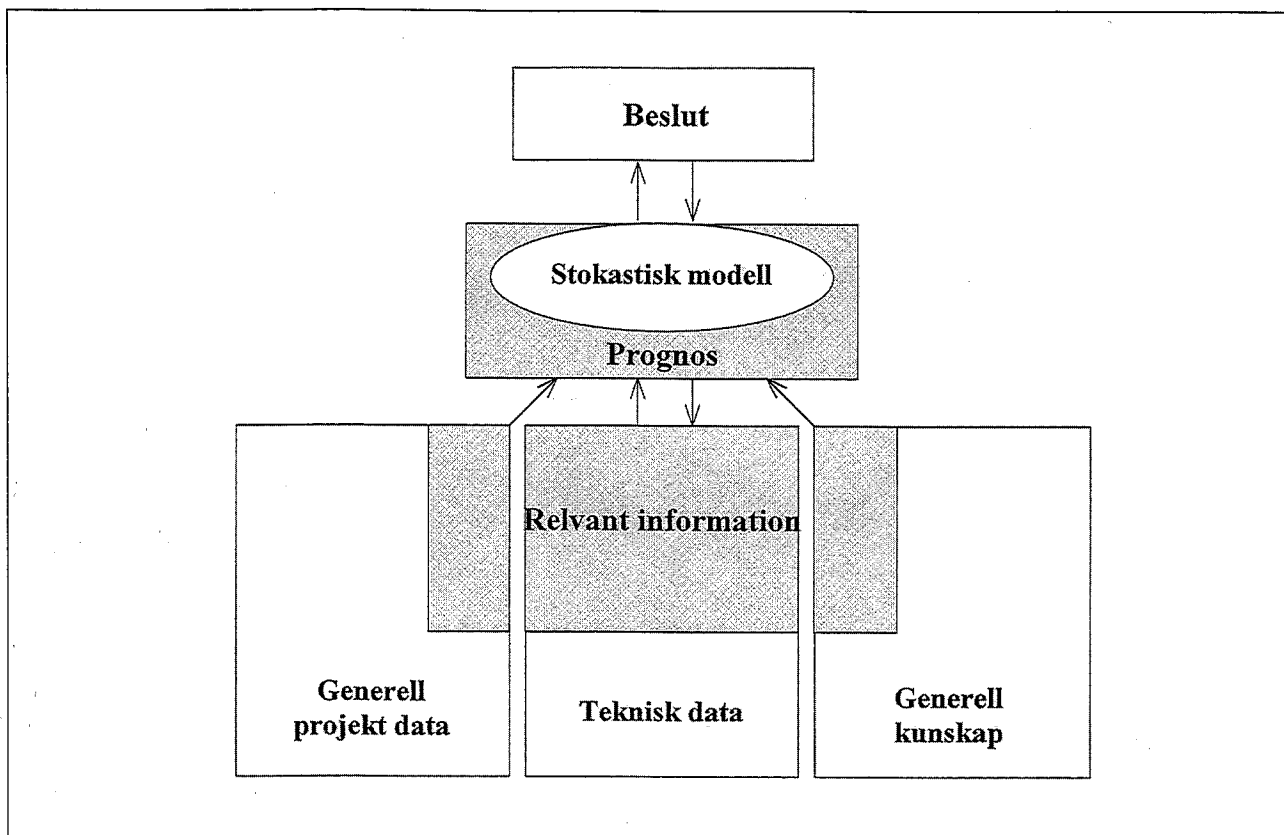 Beslut
Stokastisk modell
Prognos
Relvant information
Generell
projekt data
Teknisk data
Generell
kunskap